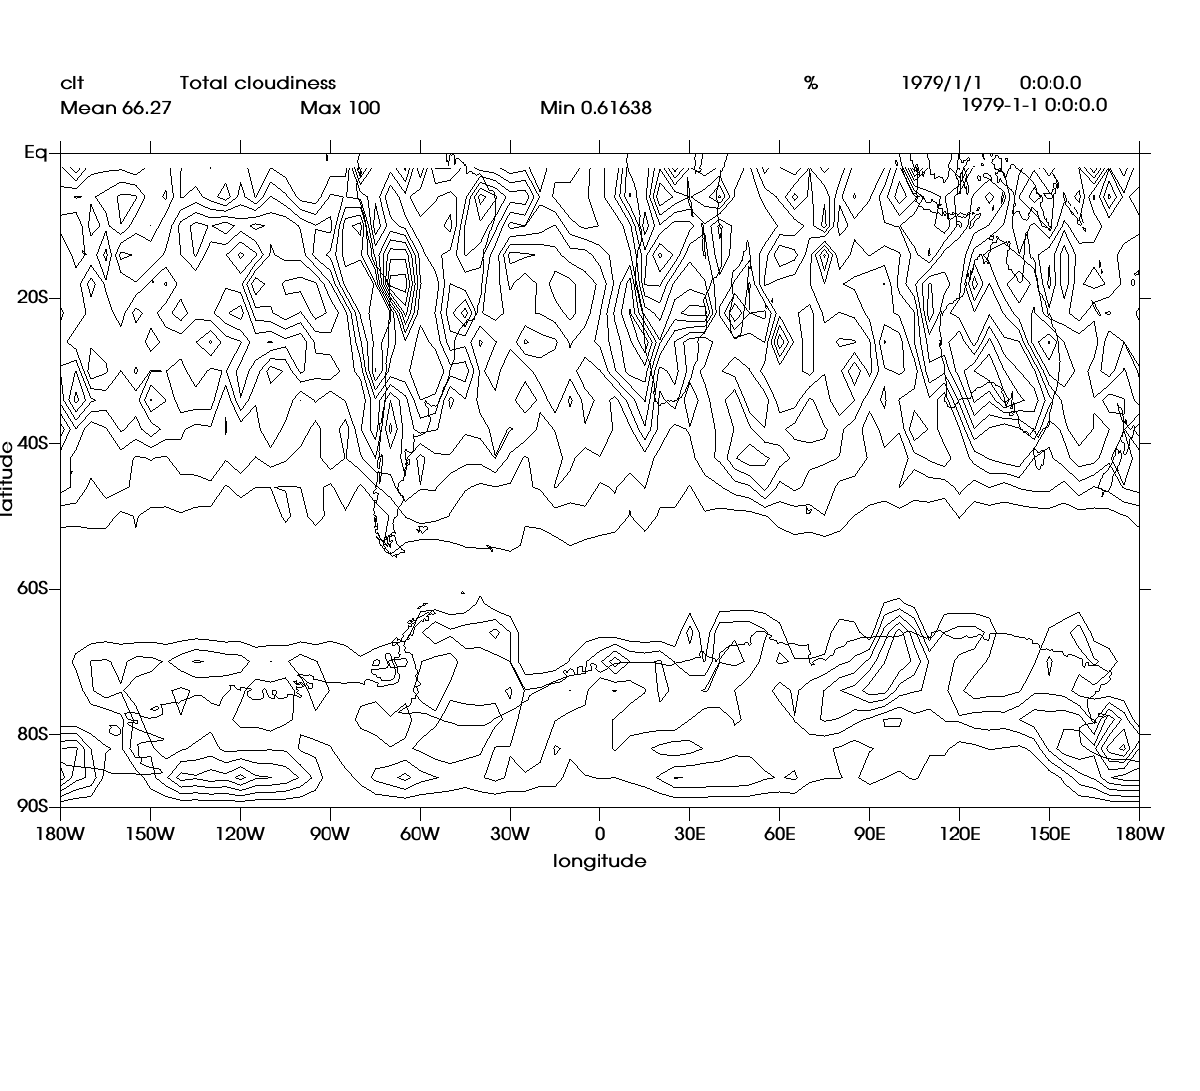 clt Total cloudiness % 1979/1/1 0:0:0.0
Mean 66.27 Max 100 Min 0.61638 1979-1-1 0:0:0.0
Eq
20S
40S
latitude
60S
80S
90S
180W 150W 120W 90W 60W 30W 0 30E 60E 90E 120E 150E 180W
longitude